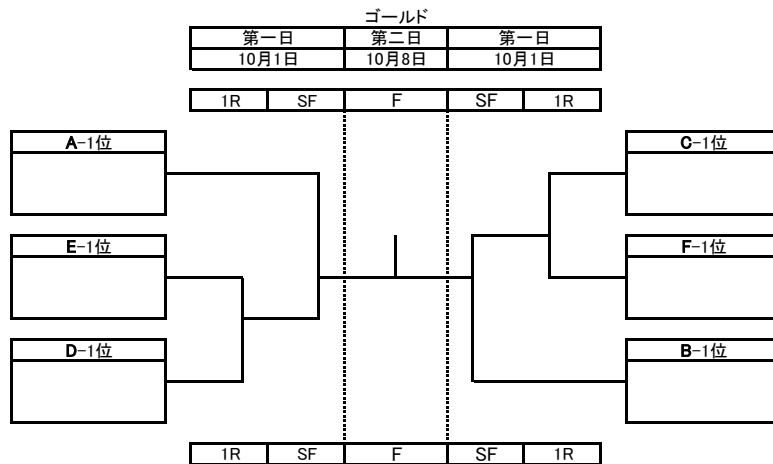 ゴールド
第一日 第二日 第一日
10月1日 10月8日 10月1日
1R SF F SF 1R
A-1位 C-1位
E-1位 F-1位
D-1位 B-1位
1R SF F SF 1R